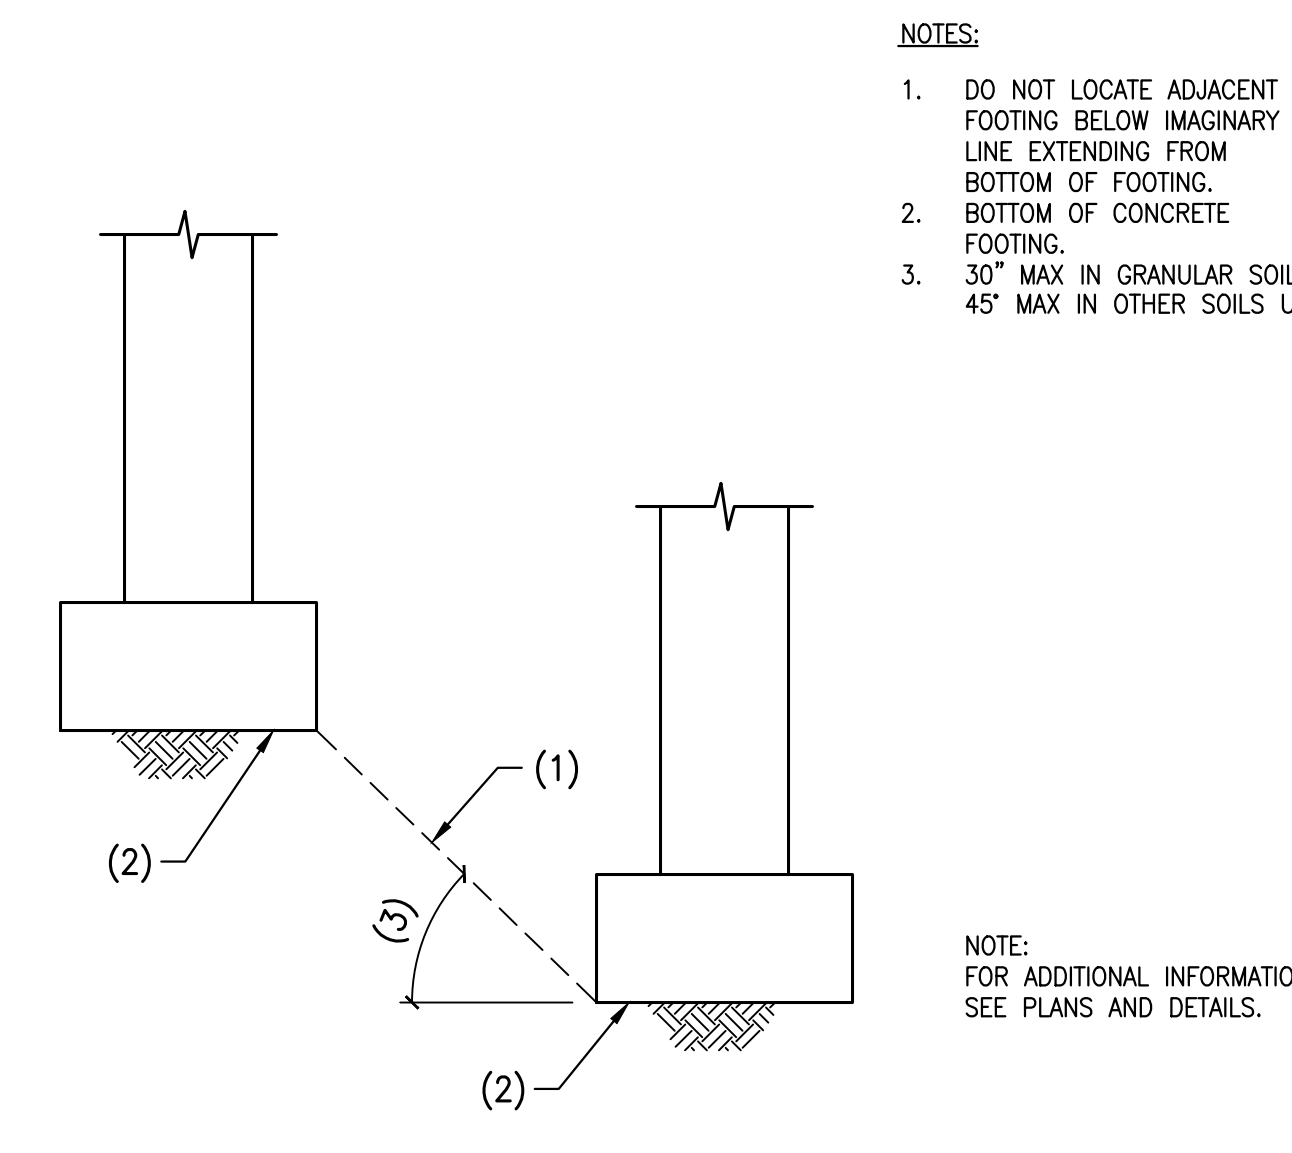 NOTES:
1. DO NOT LOCATE ADJACENT
FOOTING BELOW IMAGINARY
LINE EXTENDING FROM
BOTTOM OF FOOTING.
2. BOTTOM OF CONCRETE
FOOTING.
3. 30" MAX IN GRANULAR
45° MAX IN OTHER SOILS
(1)
(2)
(3)
(2)
NOTE:
FOR ADDITIONAL
SEE PLANS AND DETAILS.